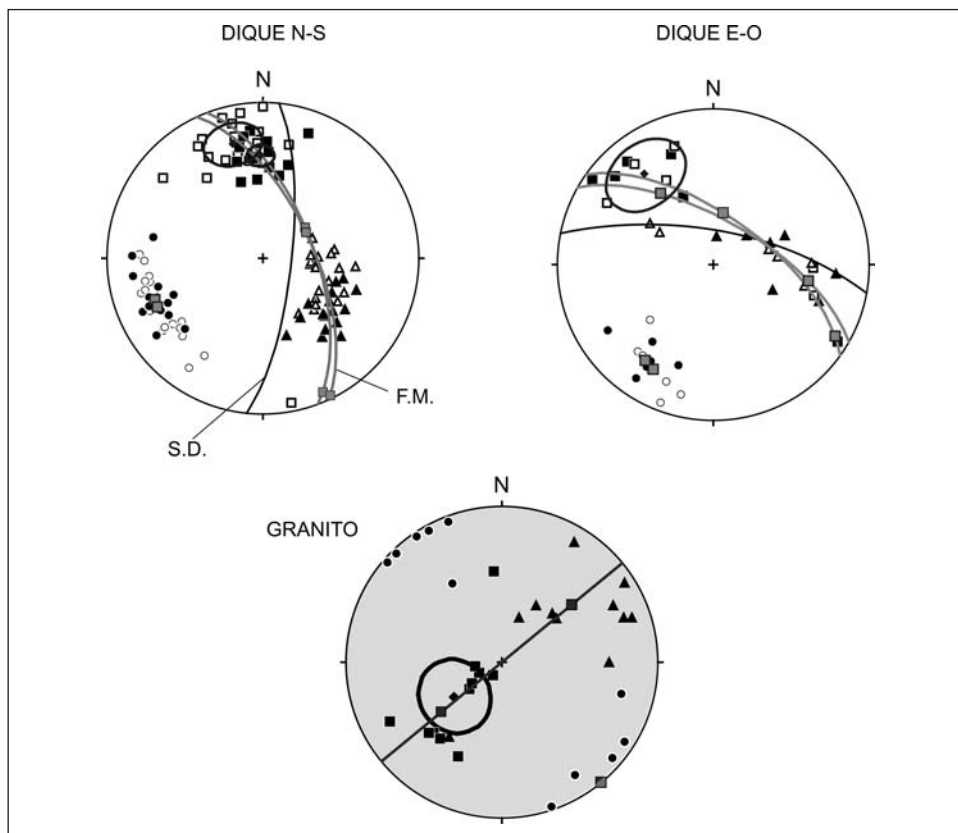 DIQUE N-S
DIQUE E-O
N
N
F.M.
S.D.
N
GRANITO